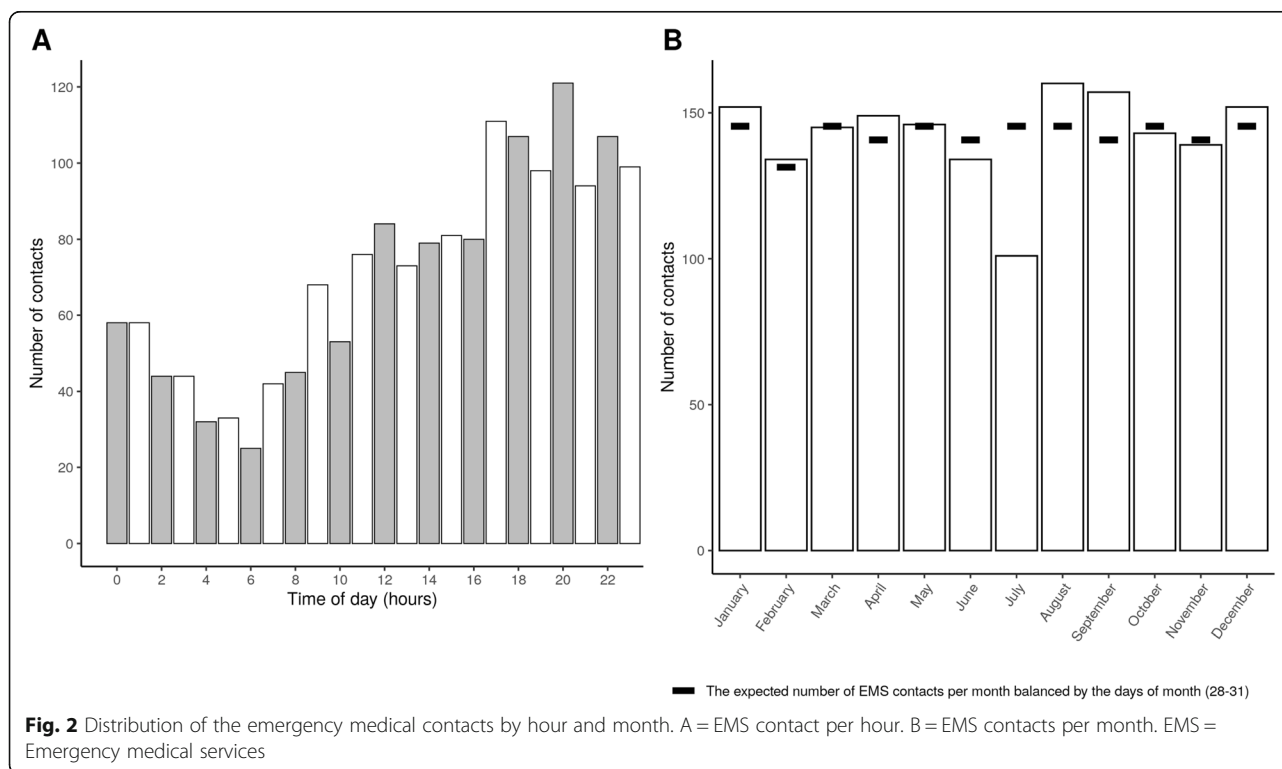 A
Number of contacts
120
100
80
60
40
20
0
0 2 4 6 8 10 12 14 16 18 20 22
Time of day (hours)
B
Number of contacts
150
100
50
0
January February March April May June July August September October November December
The expected number of EMS contacts per month balanced by the days of month (28-31)
Fig. 2 Distribution of the emergency medical contacts by hour and month. A = EMS contact per hour. B = EMS contacts per month. EMS =
Emergency medical services